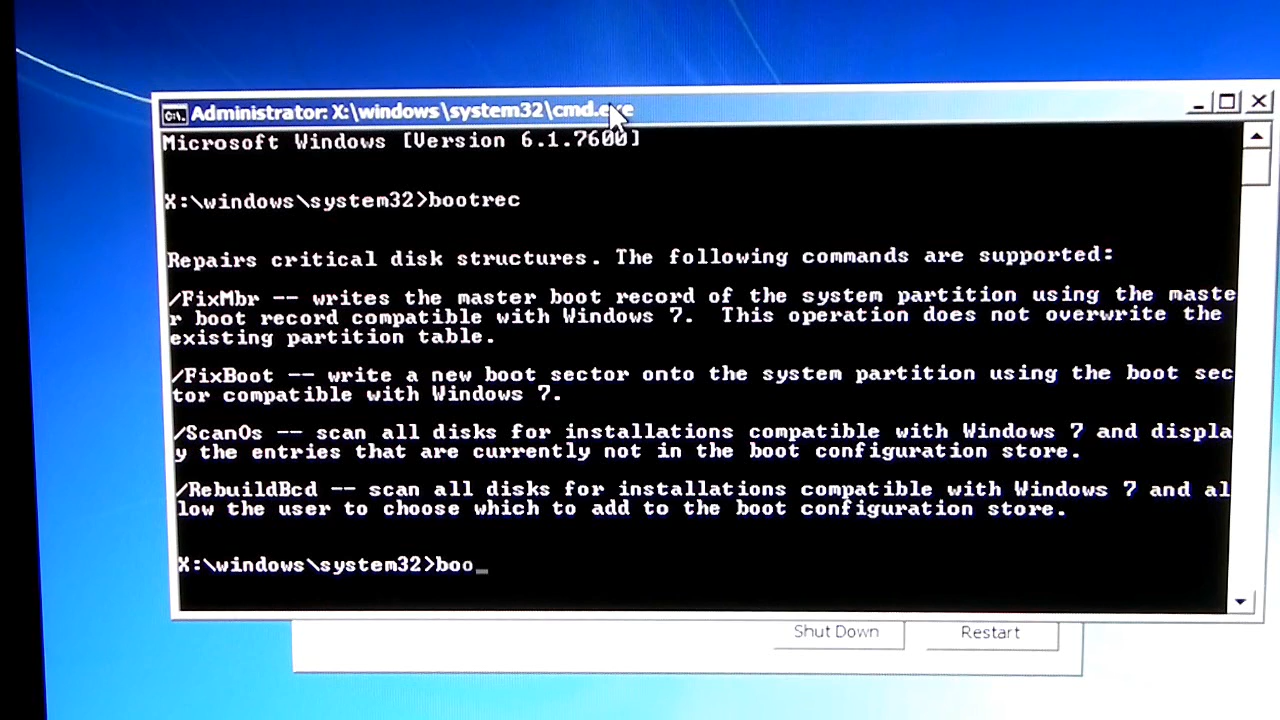 Administrator: X:\windows\system32\cmd.exe
Microsoft Windows [Version 6.1.7600]
X:\windows\system32>bootrec
Repairs critical disk structures. The following commands are supported:
/FixMbr -- writes the master boot record of the system partition using the maste
r boot record compatible with Windows 7.  This operation does not overwrite the
existing partition table.
/FixBoot -- write a new boot sector onto the system partition using the boot sec
tor compatible with Windows 7.
/ScanOs -- scan all disks for installations compatible with Windows 7 and displa
y the entries that are currently not in the boot configuration store.
/RebuildBcd -- scan all disks for installations compatible with Windows 7 and al
low the user to choose which to add to the boot configuration store.
X:\windows\system32>boo_
Shut Down
Restart